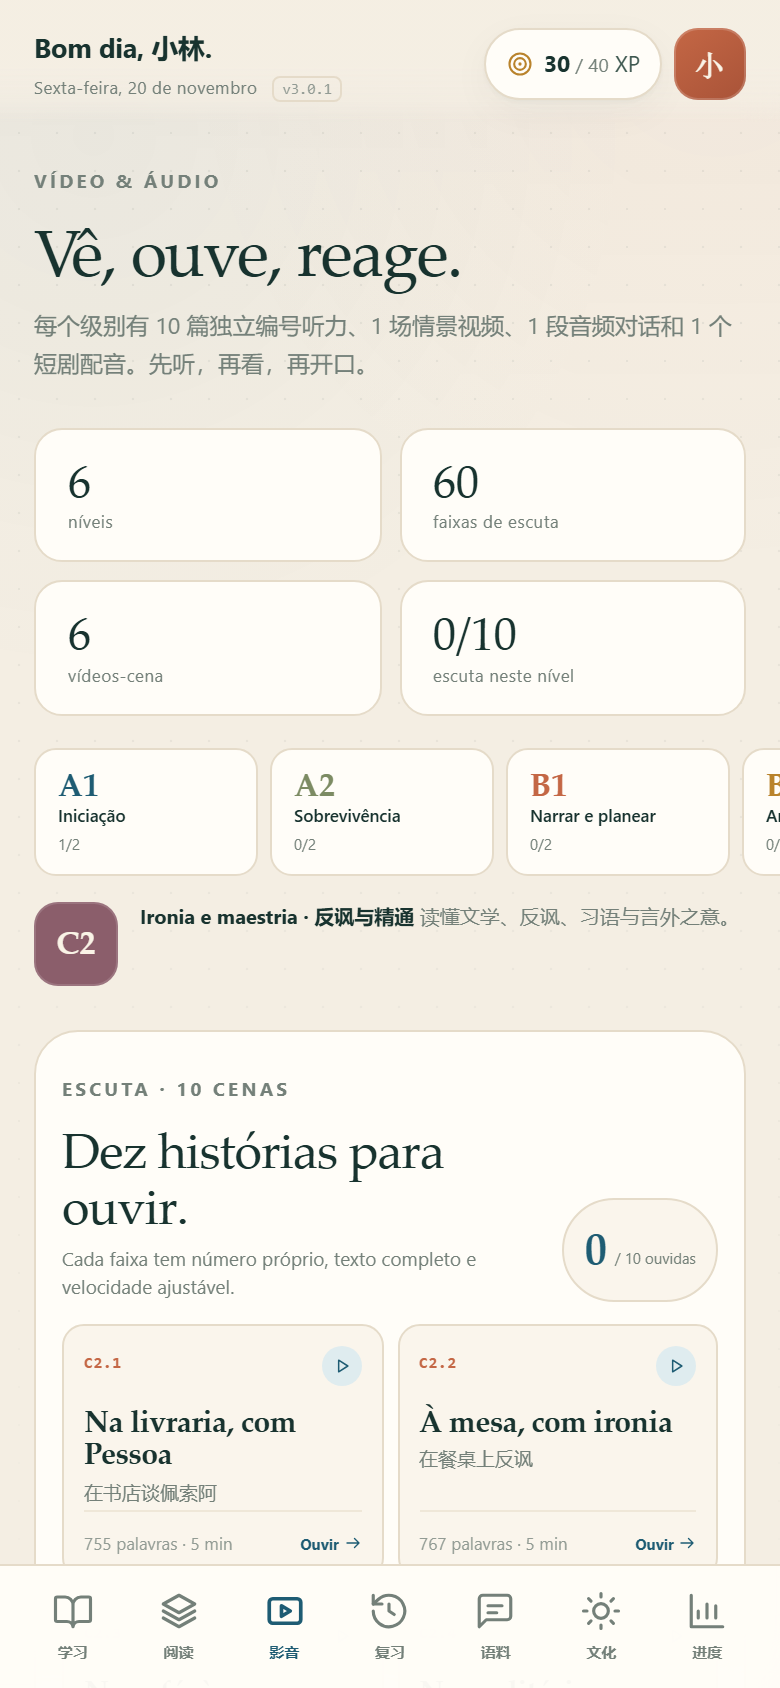 Bom dia, 小林.
Sexta-feira, 20 de novembro v3.0.1
30 / 40 XP
小
VÍDEO & ÁUDIO
Vê, ouve, reage.
每个级别有 10 篇独立编号听力、1 场情景视频、1 段音频对话和 1 个
短剧配音。先听，再看，再开口。
6
níveis
60
faixas de escuta
6
vídeos-cena
0/10
escuta neste nível
A1
Iniciação
1/2
A2
Sobrevivência
0/2
B1
Narrar e planear
0/2
C2
Ironia e maestria · 反讽与精通 读懂文学、反讽、习语与言外之意。
ESCUTA · 10 CENAS
Dez histórias para
ouvir.
Cada faixa tem número próprio, texto completo e
velocidade ajustável.
0 / 10 ouvidas
C2.1
Na livraria, com
Pessoa
在书店谈佩索阿
755 palavras · 5 min
Ouvir →
C2.2
À mesa, com ironia
在餐桌上反讽
767 palavras · 5 min
Ouvir →
学习
阅读
影音
复习
语料
文化
进度